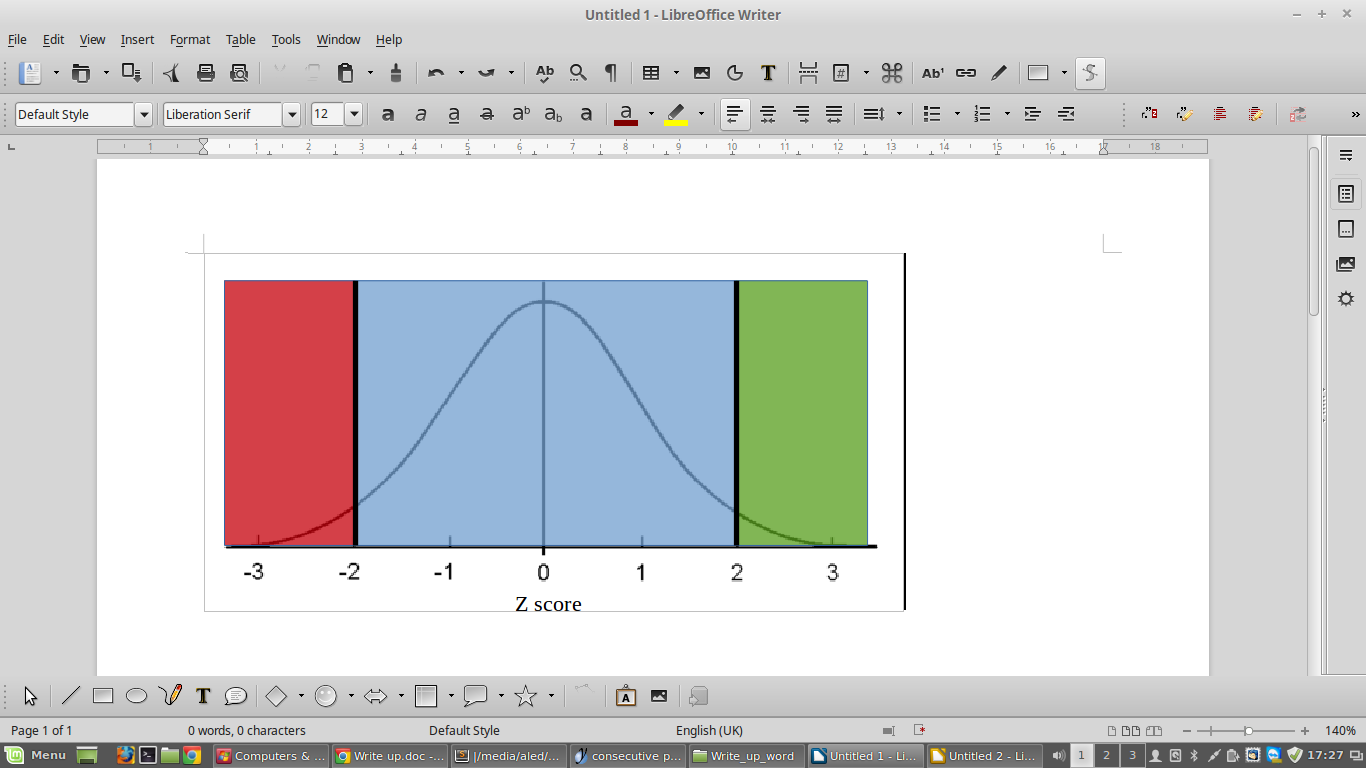 Untitled 1 - LibreOffice Writer
File Edit View Insert Format Table Tools Window Help
Default Style Liberation Serif 12
1 1 2 3 4 5 6 7 8 9 10 11 12 13 14 15 16 17 18
-3 -2 -1 0 1 2 3
Z score
Page 1 of 1 0 words, 0 characters Default Style English (UK) 140%
Menu Computers & ... Write up.doc -... [/media/aled/... consecutive p... Write_up_word Untitled 1 - Li... Untitled 2 - Li... 1 2 3 17:27